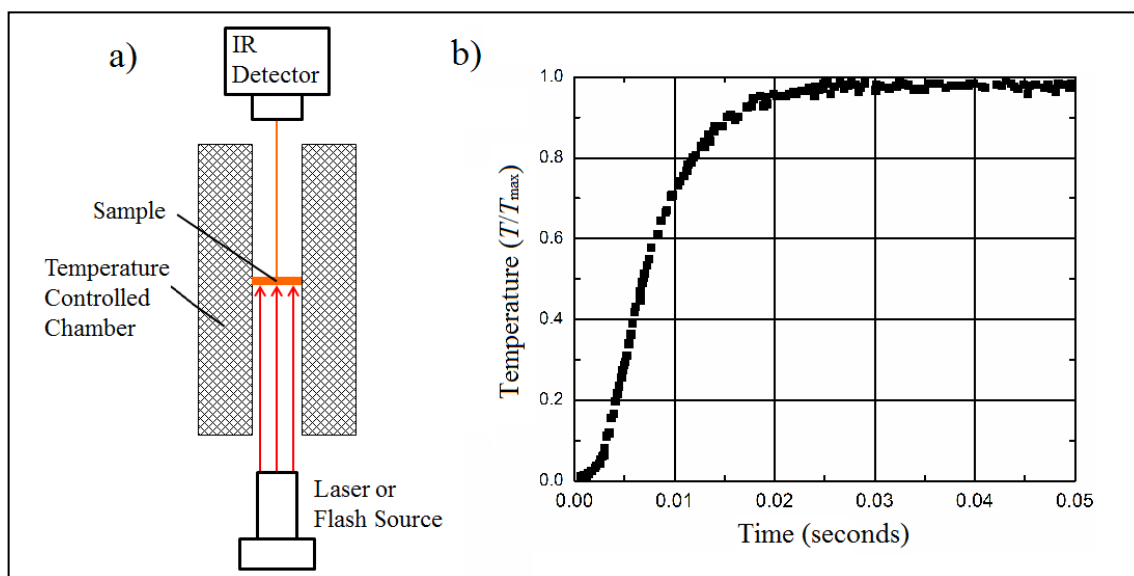 a)
IR
Detector
Sample
Temperature
Controlled
Chamber
Laser or
Flash Source
b)
Temperature (T/Tmax)
1.0
0.8
0.6
0.4
0.2
0.0
0.00 0.01 0.02 0.03 0.04 0.05
Time (seconds)